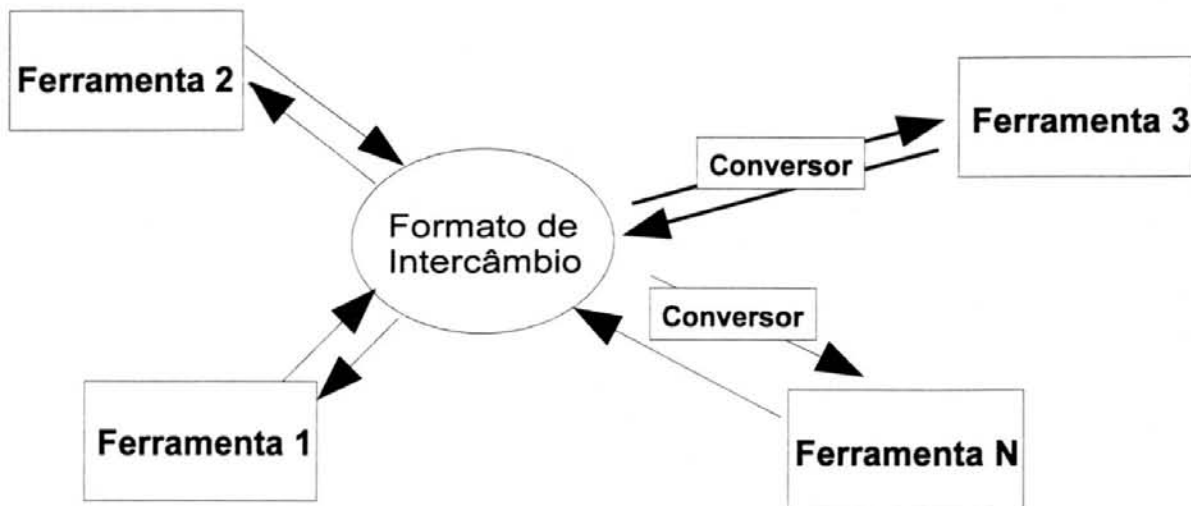 Ferramenta 2
Ferramenta 3
Conversor
Formato de
Intercâmbio
Conversor
Ferramenta 1
Ferramenta N